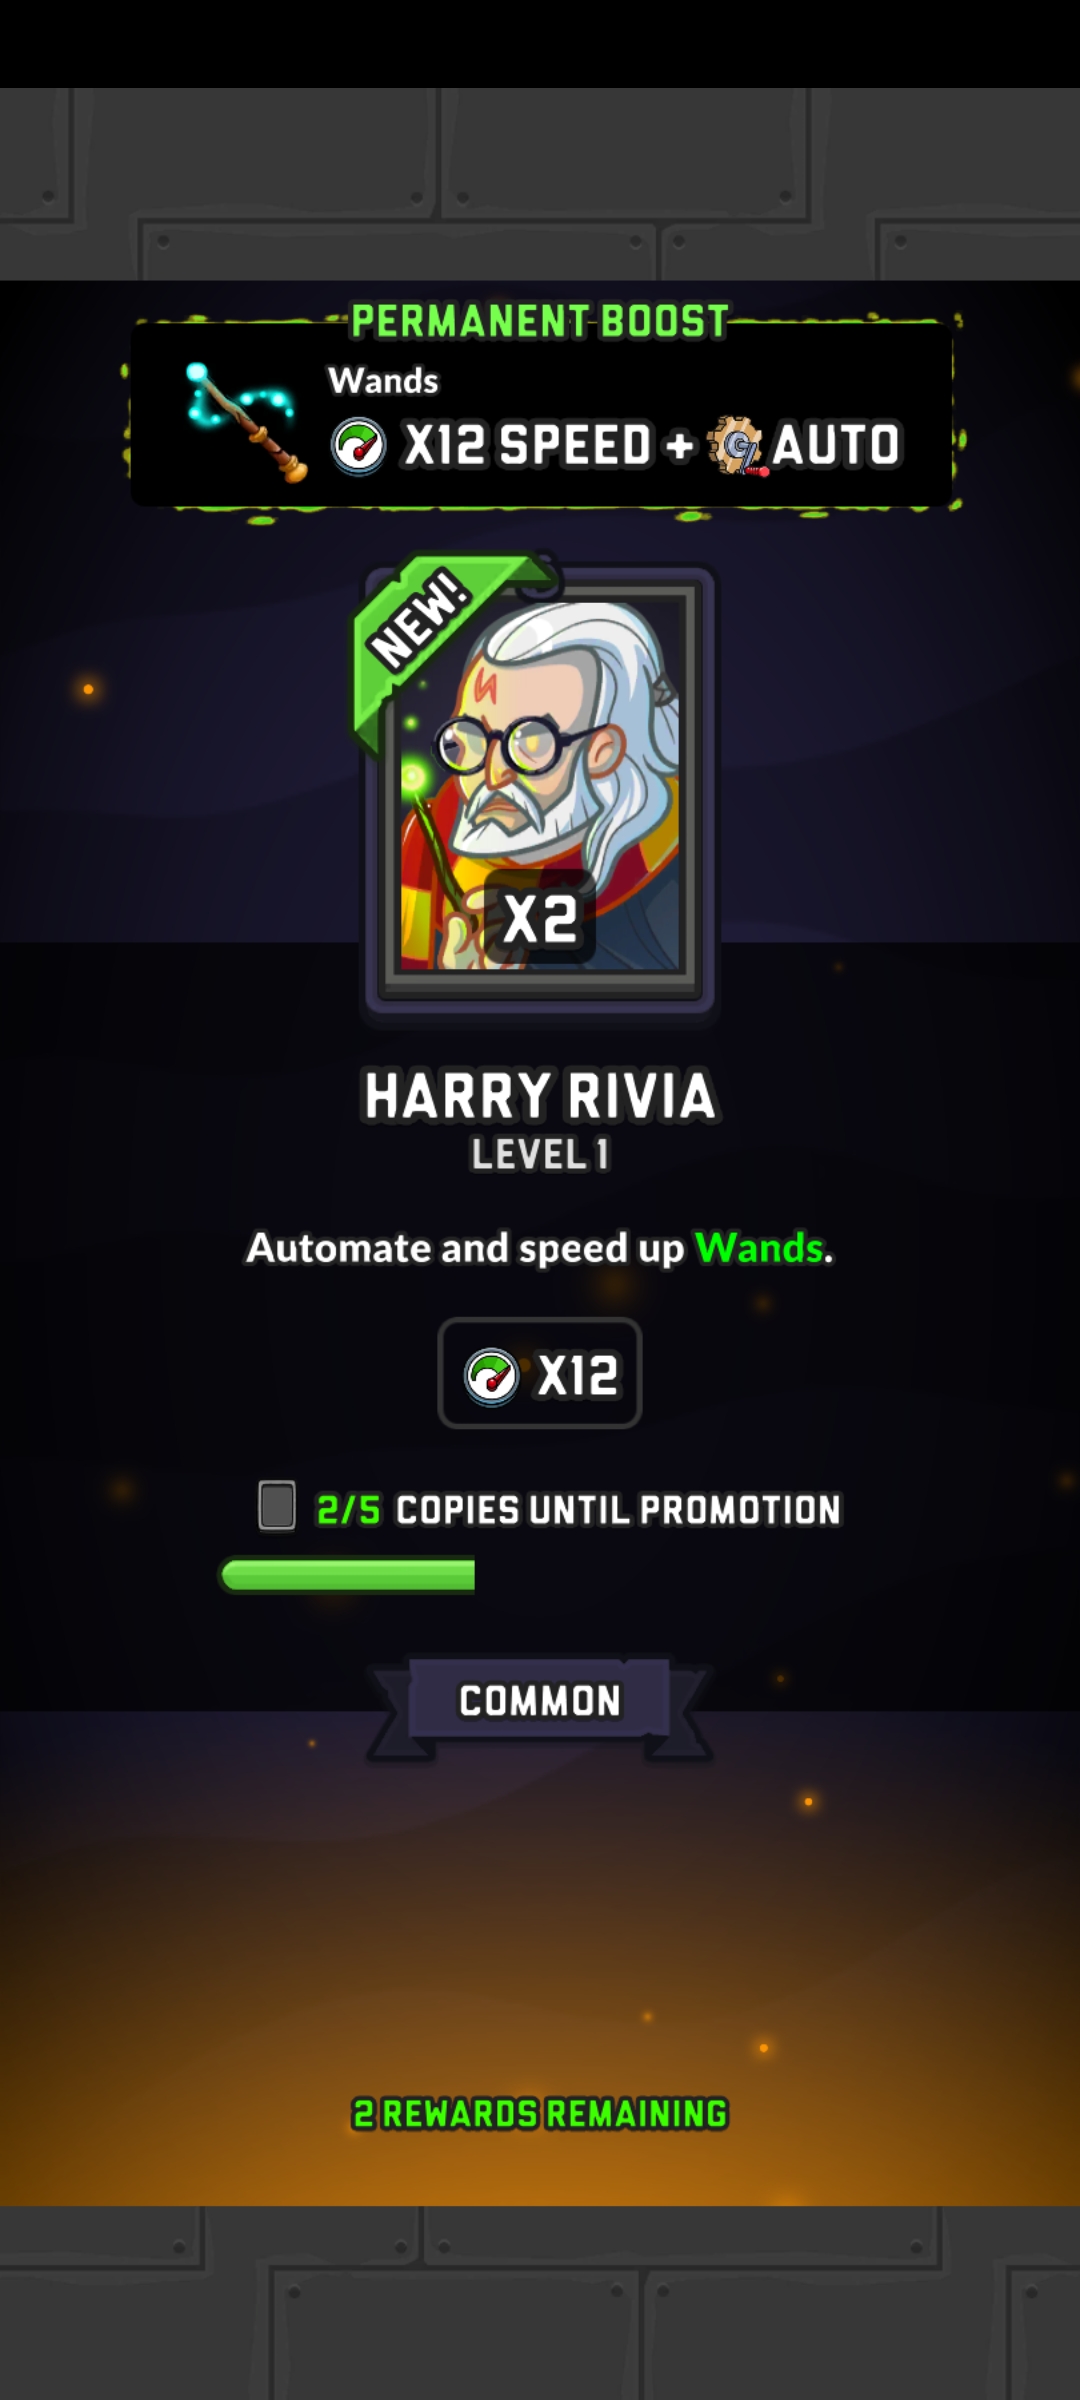 PERMANENT BOOST
Wands
X12 SPEED + AUTO
NEW!
X2
HARRY RIVIA
LEVEL 1
Automate and speed up Wands.
X12
2/5 COPIES UNTIL PROMOTION
COMMON
2 REWARDS REMAINING